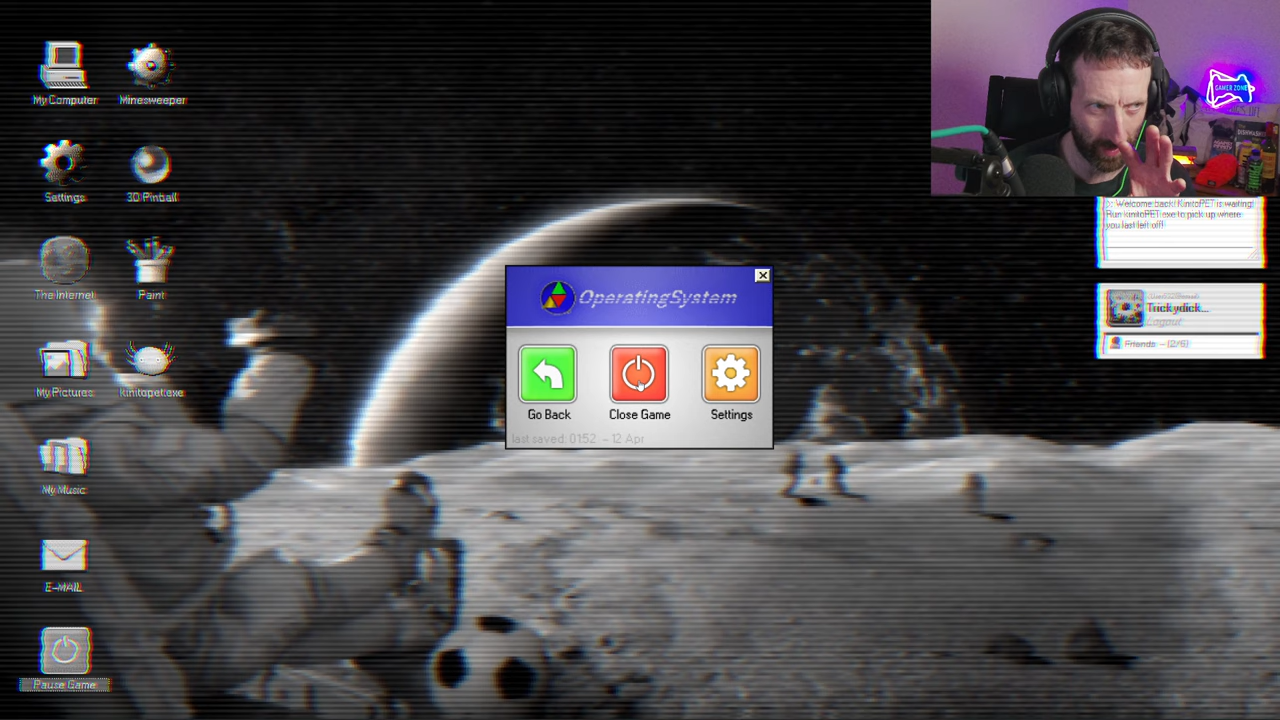 My Computer
Minesweeper
Settings
3D Pinball
The Internet
Paint
My Pictures
kinitopet.exe
My Music
E-MAIL
Pause Game
OperatingSystem
Go Back
Close Game
Settings
last saved: 01:52 - 12 Apr
GAMER ZONE
Welcome back! KinitoPET is waiting!
Run kinitoPET.exe to pick up where
you last left off!
Trickydick...
Logout
Friends - (2/6)